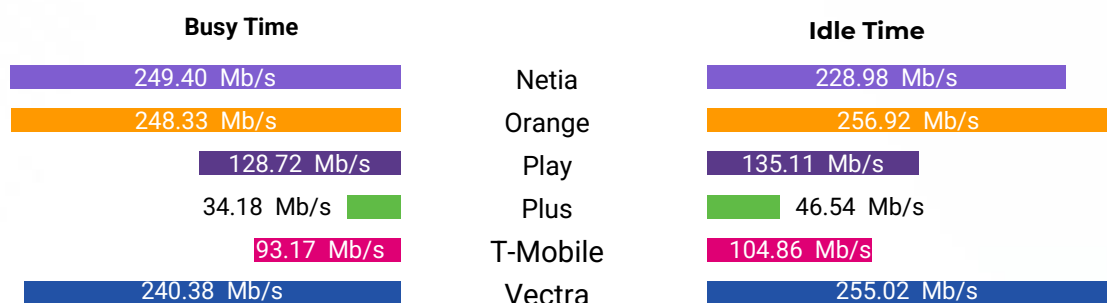 Busy Time Idle Time
249.40 Mb/s Netia 228.98 Mb/s
248.33 Mb/s Orange 256.92 Mb/s
128.72 Mb/s Play 135.11 Mb/s
34.18 Mb/s Plus 46.54 Mb/s
93.17 Mb/s T-Mobile 104.86 Mb/s
240.38 Mb/s Vectra 255.02 Mb/s